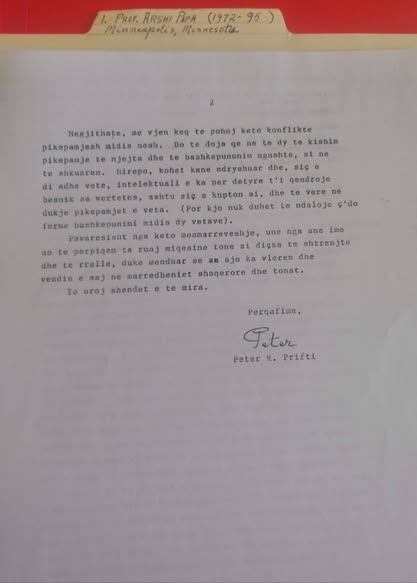 1. PROF. ARSHI PIPA (1972-95)
Minneapolis, Minnesota
2
Megjithate, me vjen keq te pohoj keto konflikte
pikepamjesh midis nesh. Do te doja qe ne te dy te kishim
pikepamje te njejta dhe te bashkepunonim ngushte, si ne
te shkuaren. Mirepo, kohet kane ndryshuar dhe, siç e
di edhe vete, intelektuali e ka per detyre t'i qendroje
besnik se vertetes, ashtu siç e kupton ai, dhe te vere ne
dukje pikepamjet e veta. (Por kjo nuk duhet te ndaloje ç'do
forme bashkepunimi midis dy vetave).
Pavaresisht nga keto mosmarreveshje, une nga ana ime
do te perpiqem ta ruaj miqesine tone si diçka te shtrenjte
dhe te rralle, duke menduar se ajo ka vleren dhe
vendin e saj ne marredheniet shoqerore dhe tonat.
Te uroj shendet e te mira.
Perqafime,
Peter
Peter R. Prifti